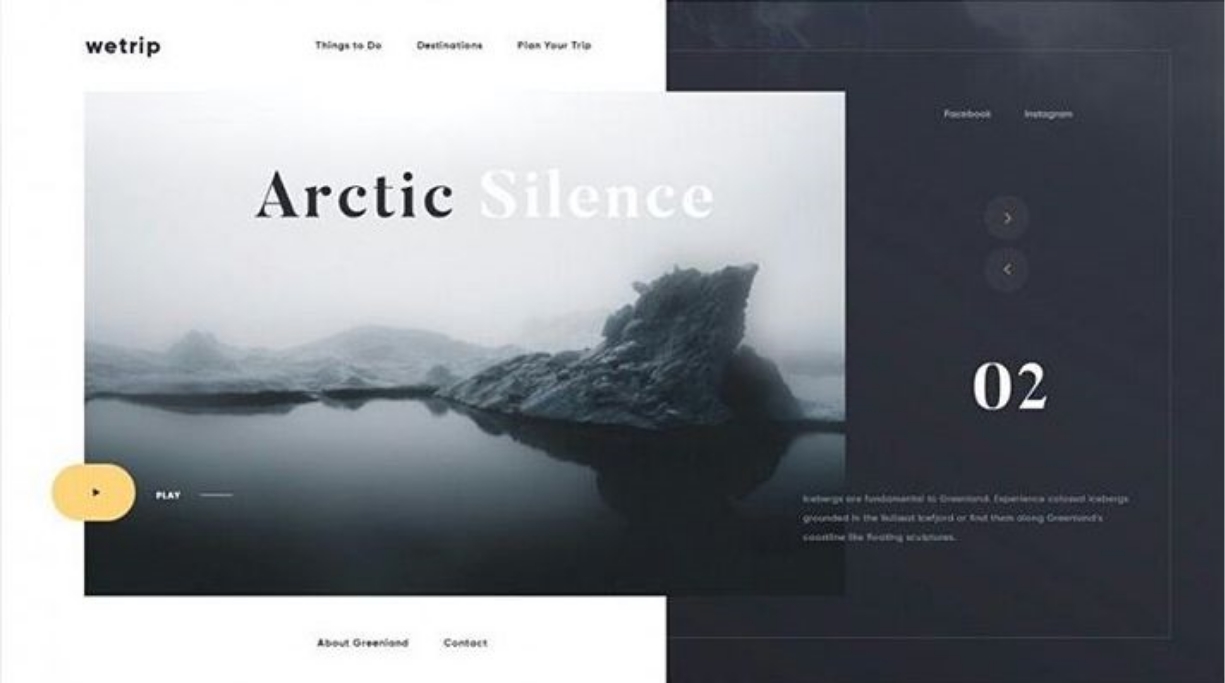 wetrip
Things to Do Destinations Plan Your Trip
Facebook Instagram
Arctic Silence
02
PLAY
Icebergs are fundamental to Greenland. Experience colossal icebergs
grounded in the Ilulissat Icefjord or find them along Greenland's
coastline like floating sculptures.
About Greenland Contact